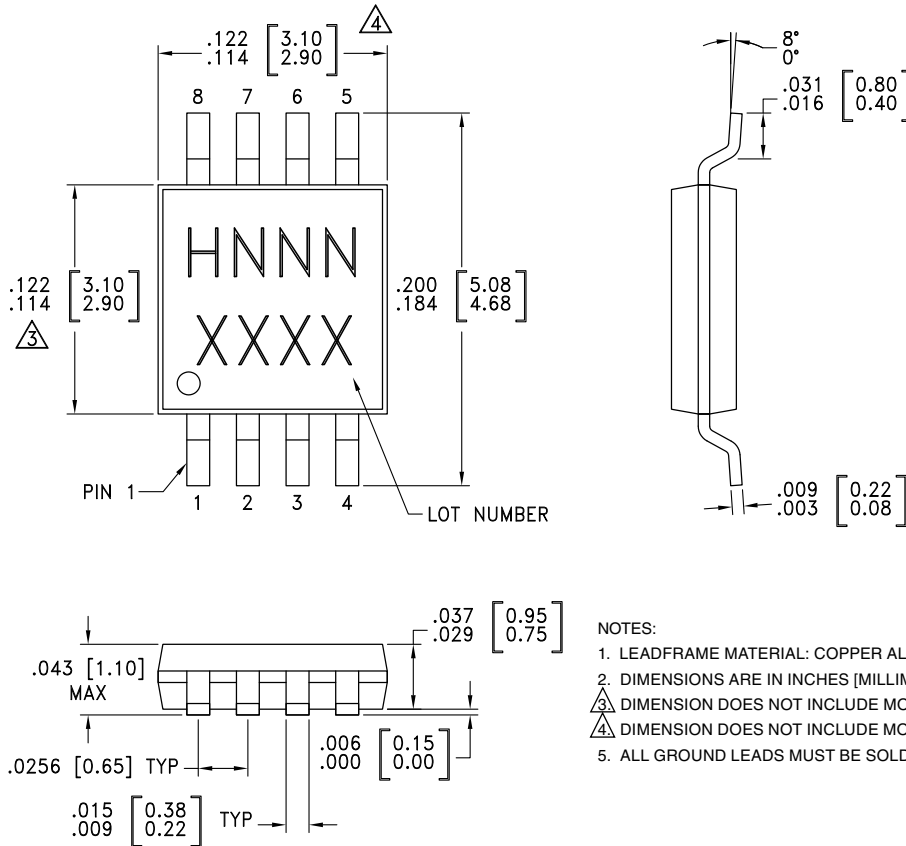 .122 [3.10]
.114 [2.90]
4
8 7 6 5
HNNN
XXXX
.122 [3.10]
.114 [2.90]
3
.200 [5.08]
.184 [4.68]
PIN 1
1 2 3 4
LOT NUMBER
8°
0°
.031 [0.80]
.016 [0.40]
.009 [0.22]
.003 [0.08]
.043 [1.10]
MAX
.037 [0.95]
.029 [0.75]
.006 [0.15]
.000 [0.00]
.0256 [0.65] TYP
.015 [0.38]
.009 [0.22]
TYP
NOTES:
1. LEADFRAME MATERIAL: COPPER AL
2. DIMENSIONS ARE IN INCHES [MILLIM
3. DIMENSION DOES NOT INCLUDE MO
4. DIMENSION DOES NOT INCLUDE MO
5. ALL GROUND LEADS MUST BE SOLD